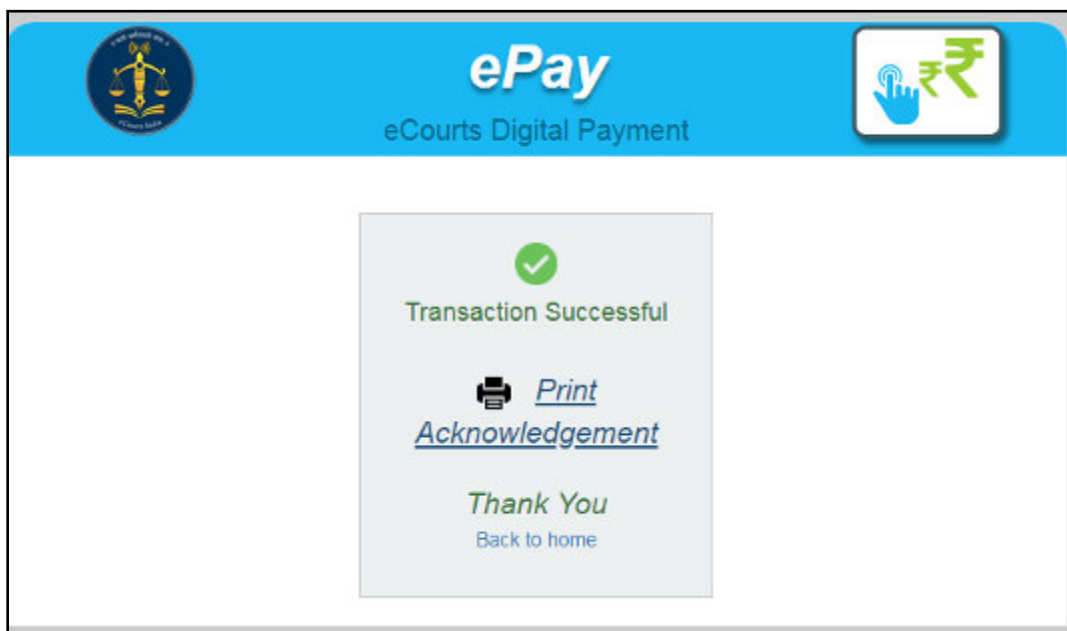 ePay
eCourts Digital Payment
₹₹
Transaction Successful
Print
Acknowledgement
Thank You
Back to home